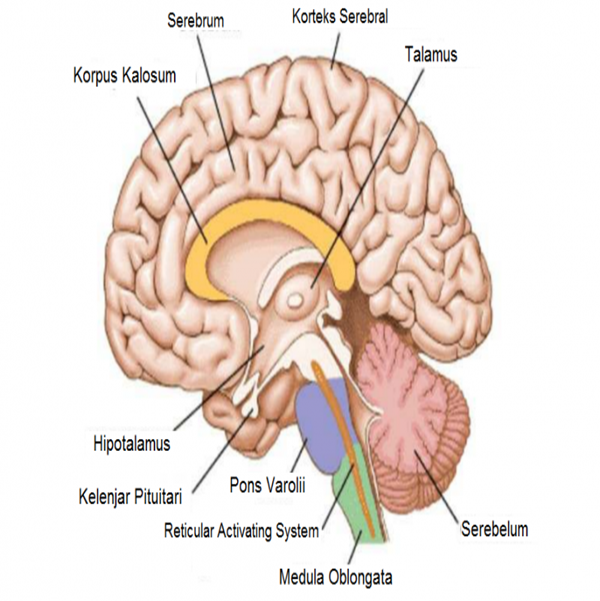 Serebrum
Korteks Serebral
Talamus
Korpus Kalosum
Hipotalamus
Kelenjar Pituitari
Pons Varolii
Reticular Activating System
Serebelum
Medula Oblongata